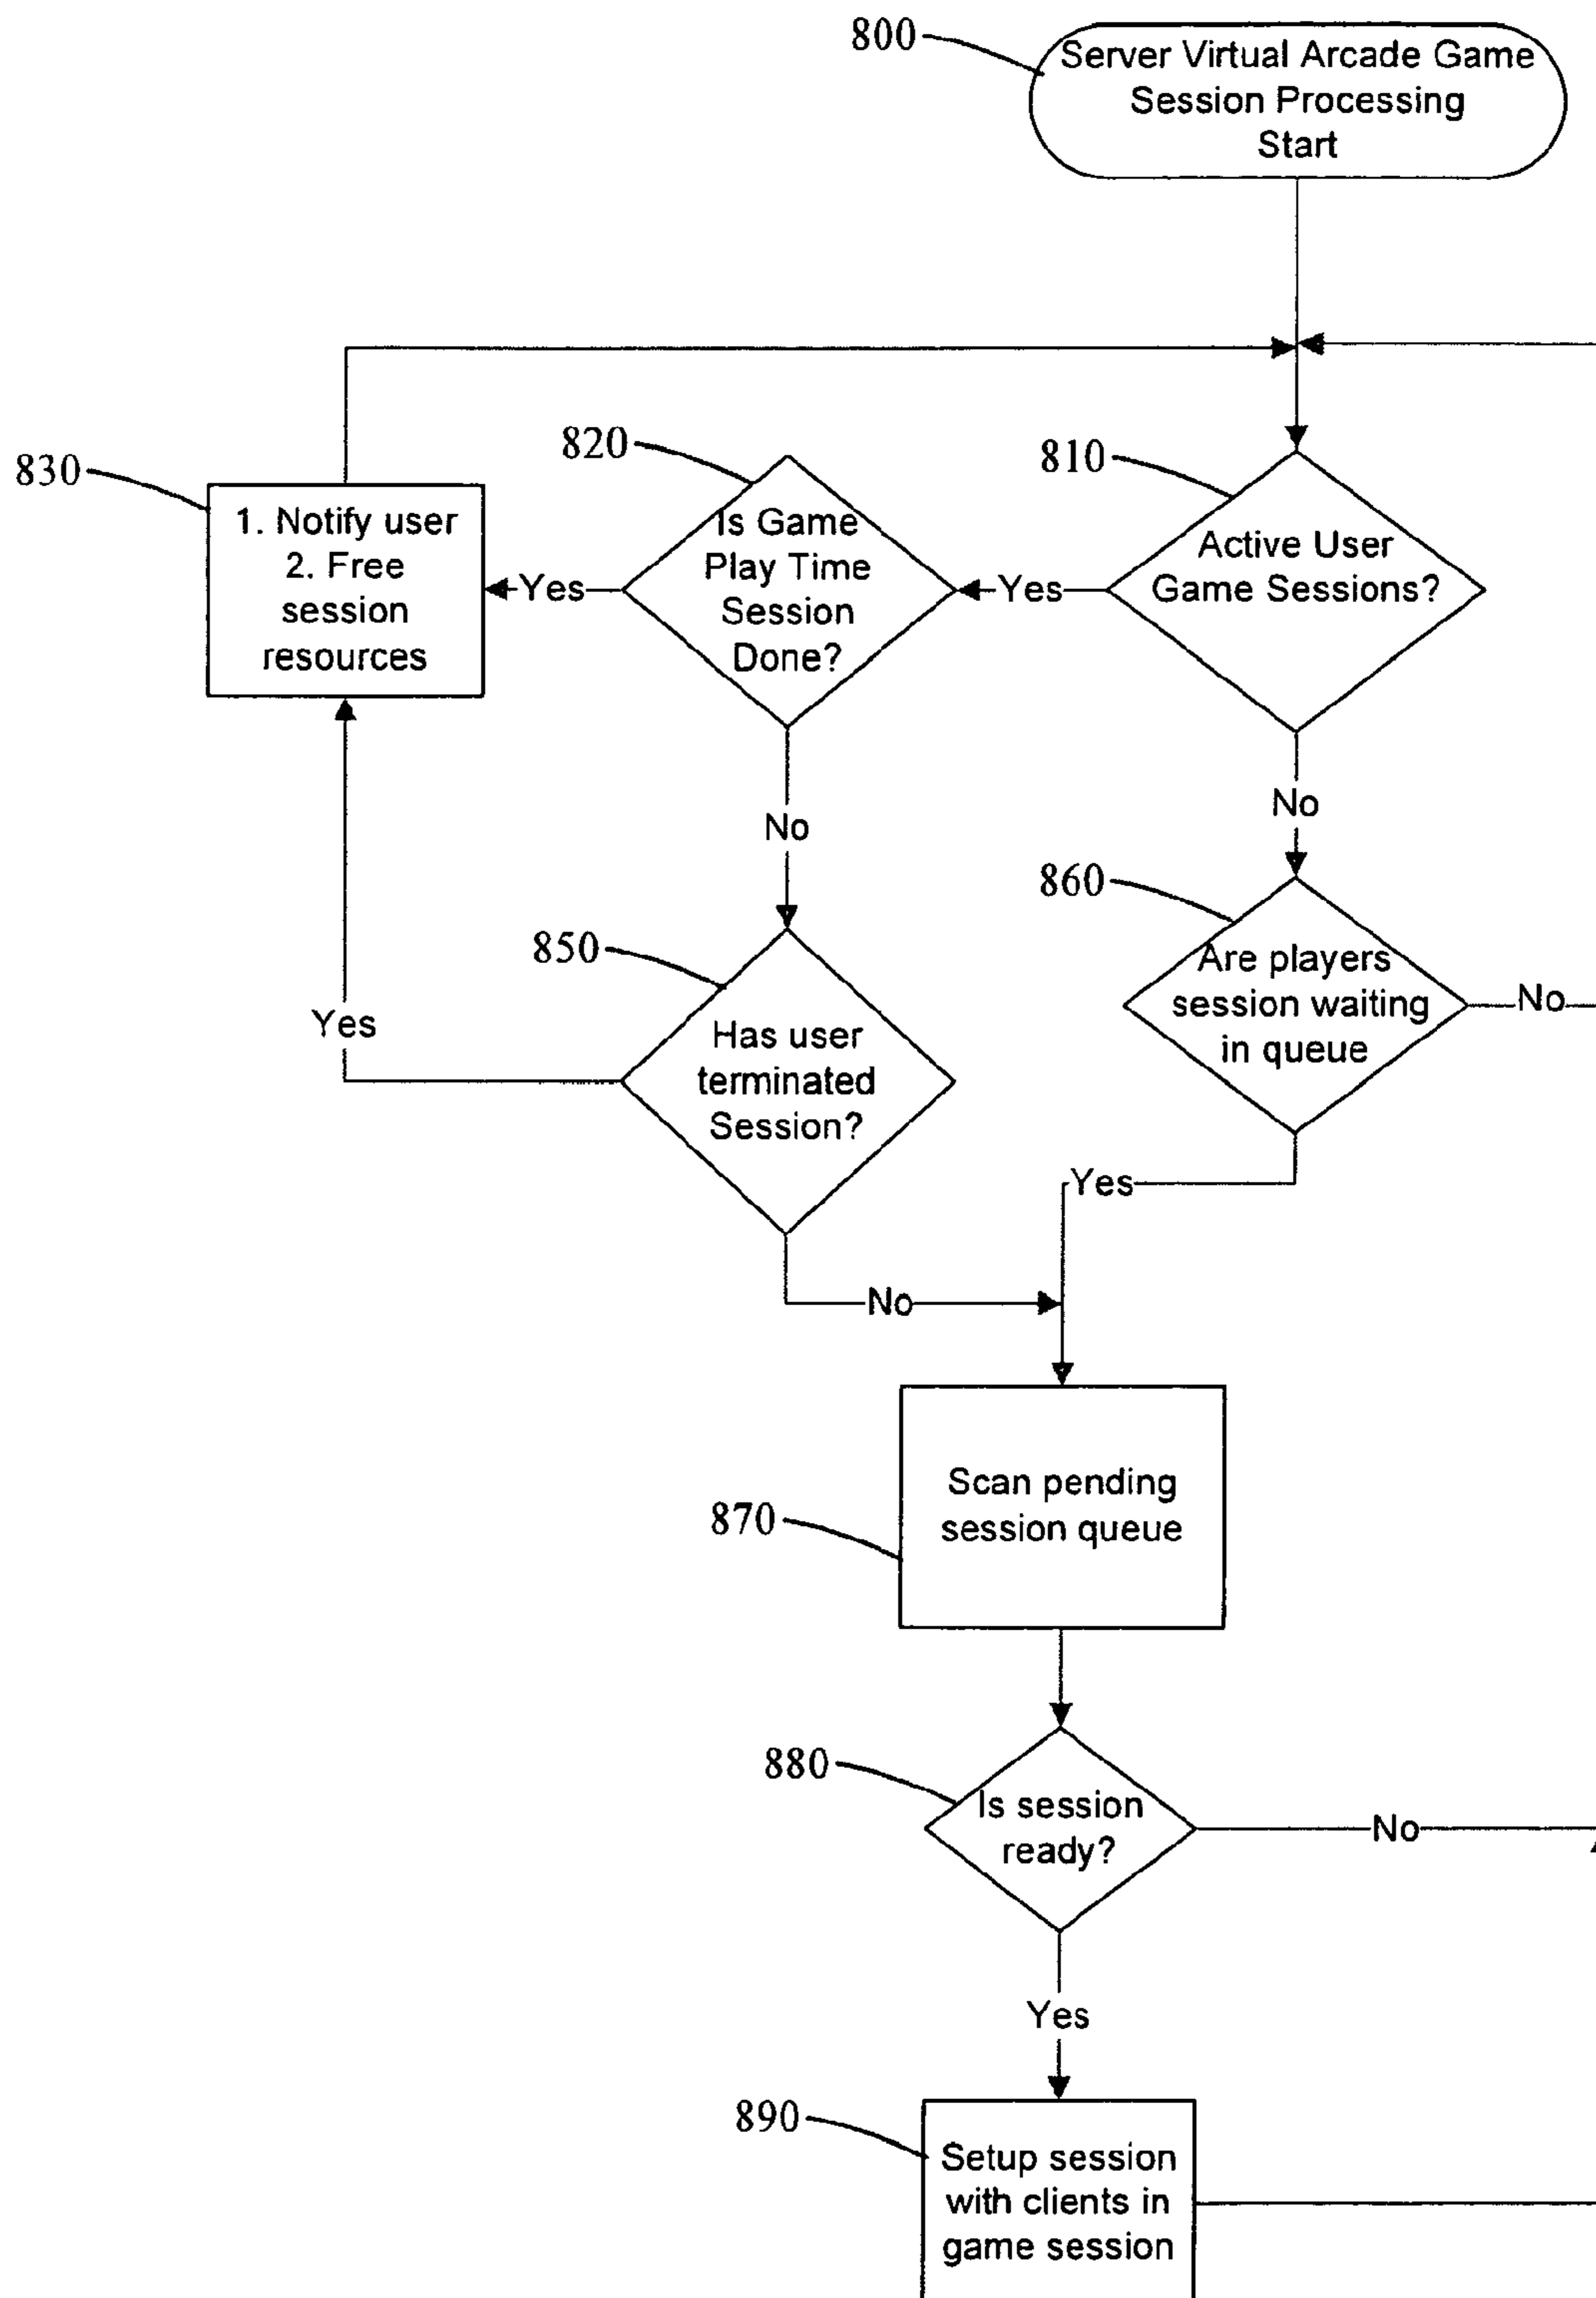 800
Server Virtual Arcade Game
Session Processing
Start
830
1. Notify user
2. Free
session
resources
Yes
820
Is Game
Play Time
Session
Done?
Yes
810
Active User
Game Sessions?
No
No
860
Are players
session waiting
in queue
No
850
Has user
terminated
Session?
Yes
Yes
No
870
Scan pending
session queue
880
Is session
ready?
No
Yes
890
Setup session
with clients in
game session